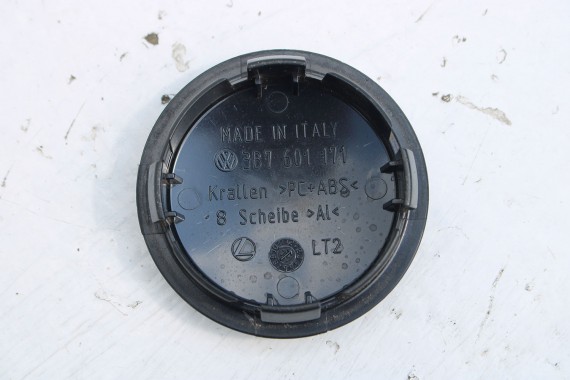 MADE IN ITALY
3B7 601 171
Krallen >PC+ABS<
8 Scheibe >Al<
LT2